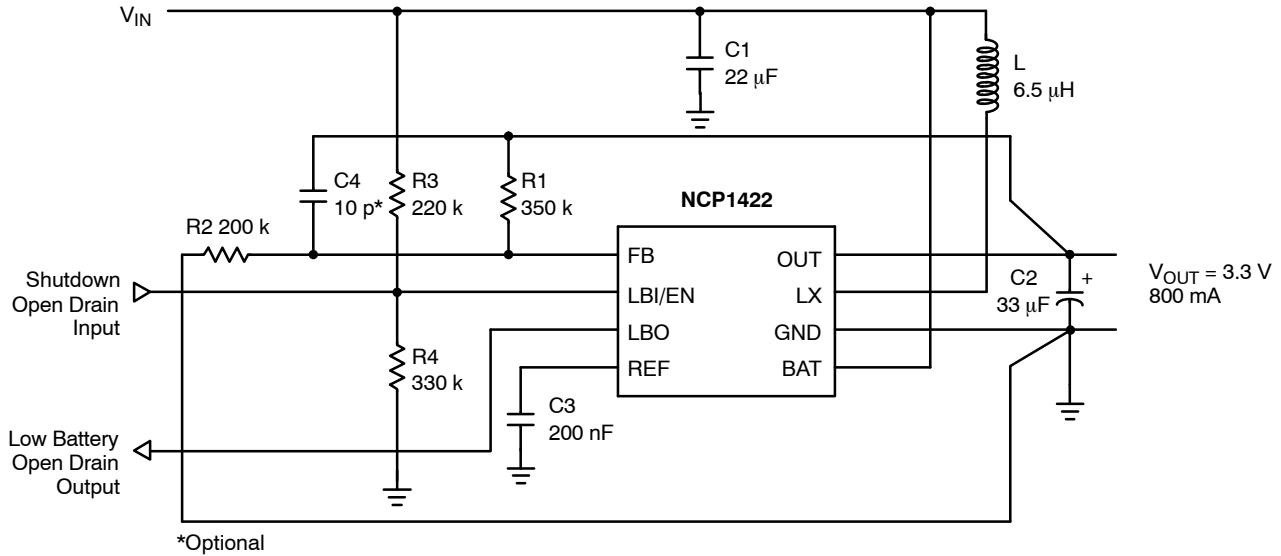 VIN
C1
22 μF
L
6.5 μH
C4
10 p*
R3
220 k
R1
350 k
NCP1422
R2 200 k
FB
OUT
Shutdown
Open Drain
Input
LBI/EN
LX
C2
33 μF
+
VOUT = 3.3 V
800 mA
LBO
GND
R4
330 k
REF
BAT
C3
200 nF
Low Battery
Open Drain
Output
*Optional